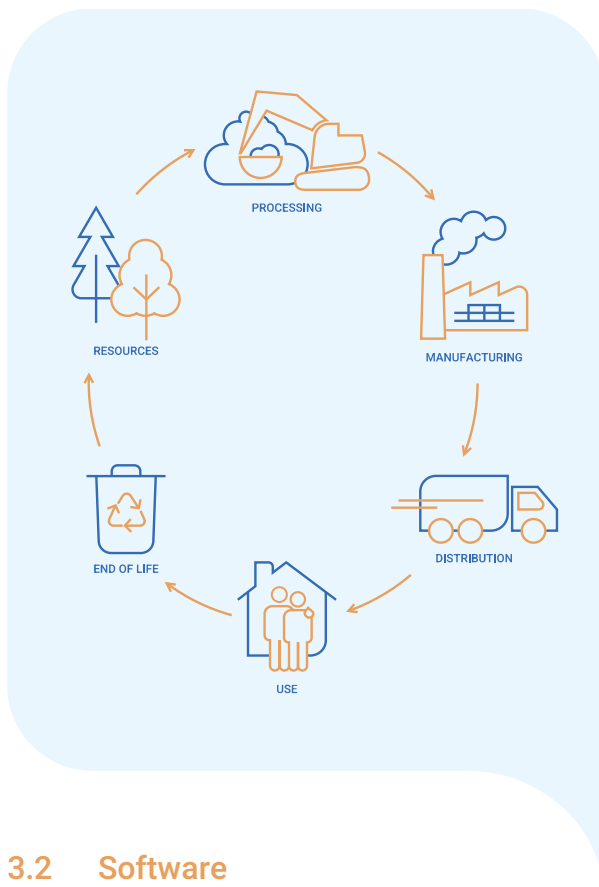 PROCESSING
RESOURCES
MANUFACTURING
DISTRIBUTION
END OF LIFE
USE
3.2 Software